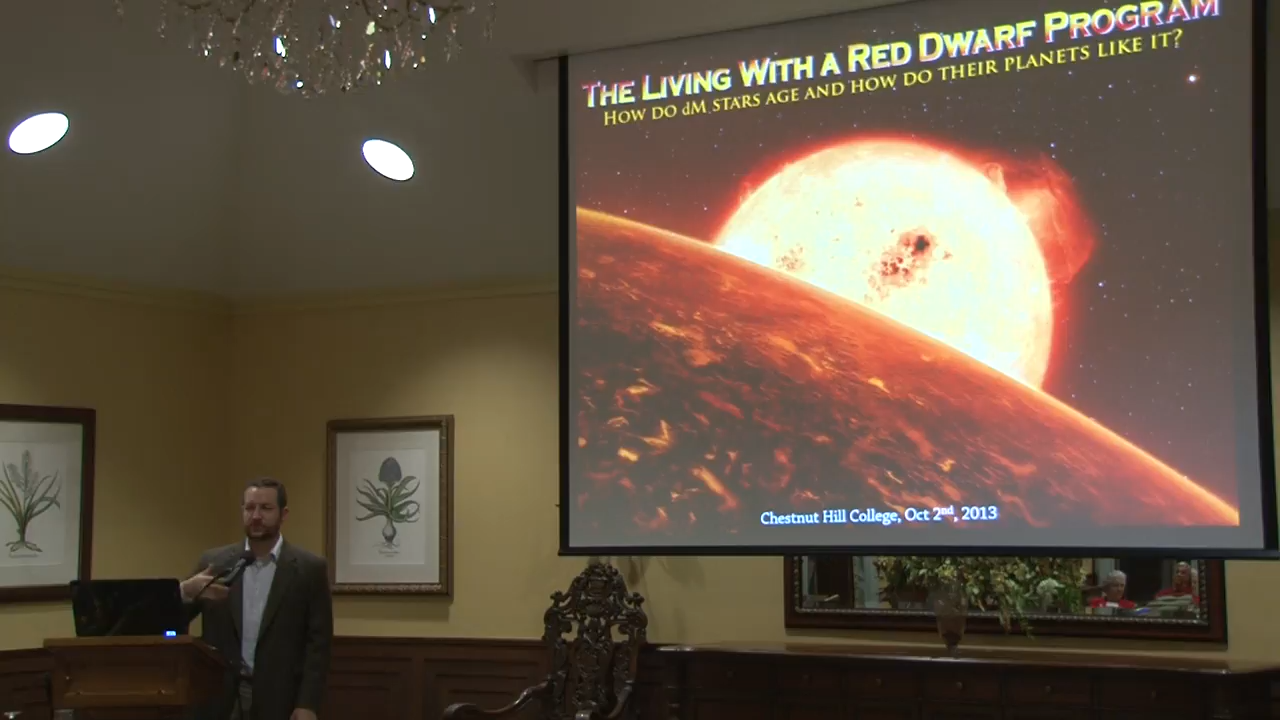 THE LIVING WITH A RED DWARF PROGRAM
HOW DO dM STARS AGE AND HOW DO THEIR PLANETS LIKE IT?
Chestnut Hill College, Oct 2nd, 2013